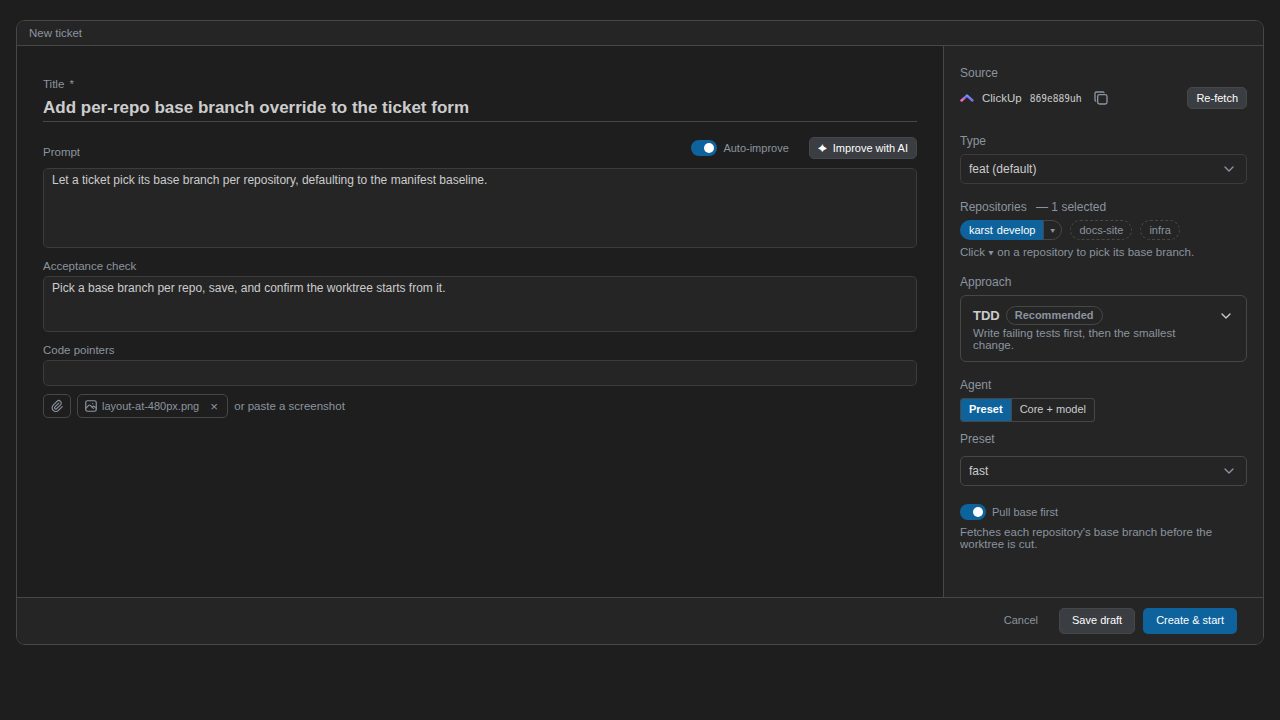 New ticket
Title *
Add per-repo base branch override to the ticket form
Prompt
Auto-improve
Improve with AI
Let a ticket pick its base branch per repository, defaulting to the manifest baseline.
Acceptance check
Pick a base branch per repo, save, and confirm the worktree starts from it.
Code pointers
layout-at-480px.png ×
or paste a screenshot
Source
ClickUp 869e889uh
Re-fetch
Type
feat (default)
Repositories — 1 selected
karst develop ▾
docs-site
infra
Click ▾ on a repository to pick its base branch.
Approach
TDD Recommended
Write failing tests first, then the smallest
change.
Agent
Preset
Core + model
Preset
fast
Pull base first
Fetches each repository's base branch before the
worktree is cut.
Cancel
Save draft
Create & start